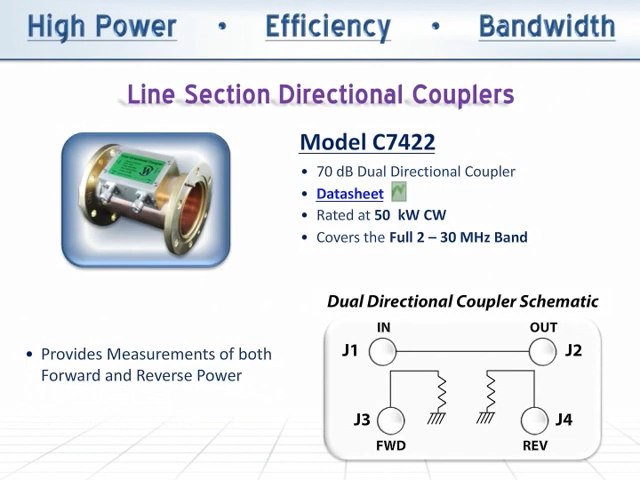 High Power • Efficiency • Bandwidth
Line Section Directional Couplers
Model C7422
• 70 dB Dual Directional Coupler
• Datasheet
• Rated at 50 kW CW
• Covers the Full 2 – 30 MHz Band
Dual Directional Coupler Schematic
IN OUT
J1 J2
• Provides Measurements of both
Forward and Reverse Power
J3 J4
FWD REV